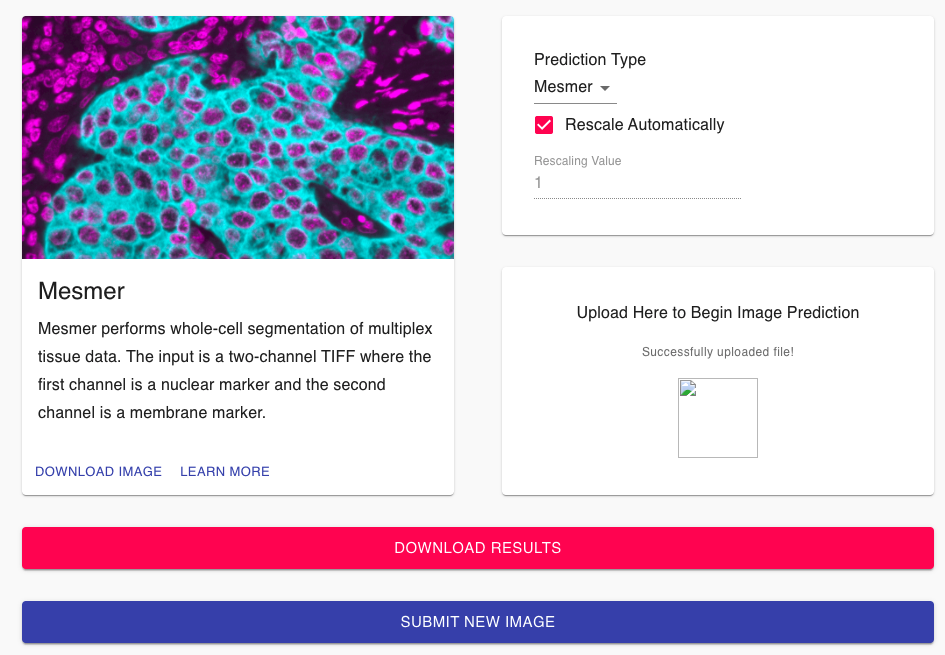 Prediction Type
Mesmer
Rescale Automatically
Rescaling Value
1
Mesmer
Mesmer performs whole-cell segmentation of multiplex
tissue data. The input is a two-channel TIFF where the
first channel is a nuclear marker and the second
channel is a membrane marker.
DOWNLOAD IMAGE LEARN MORE
Upload Here to Begin Image Prediction
Successfully uploaded file!
DOWNLOAD RESULTS
SUBMIT NEW IMAGE